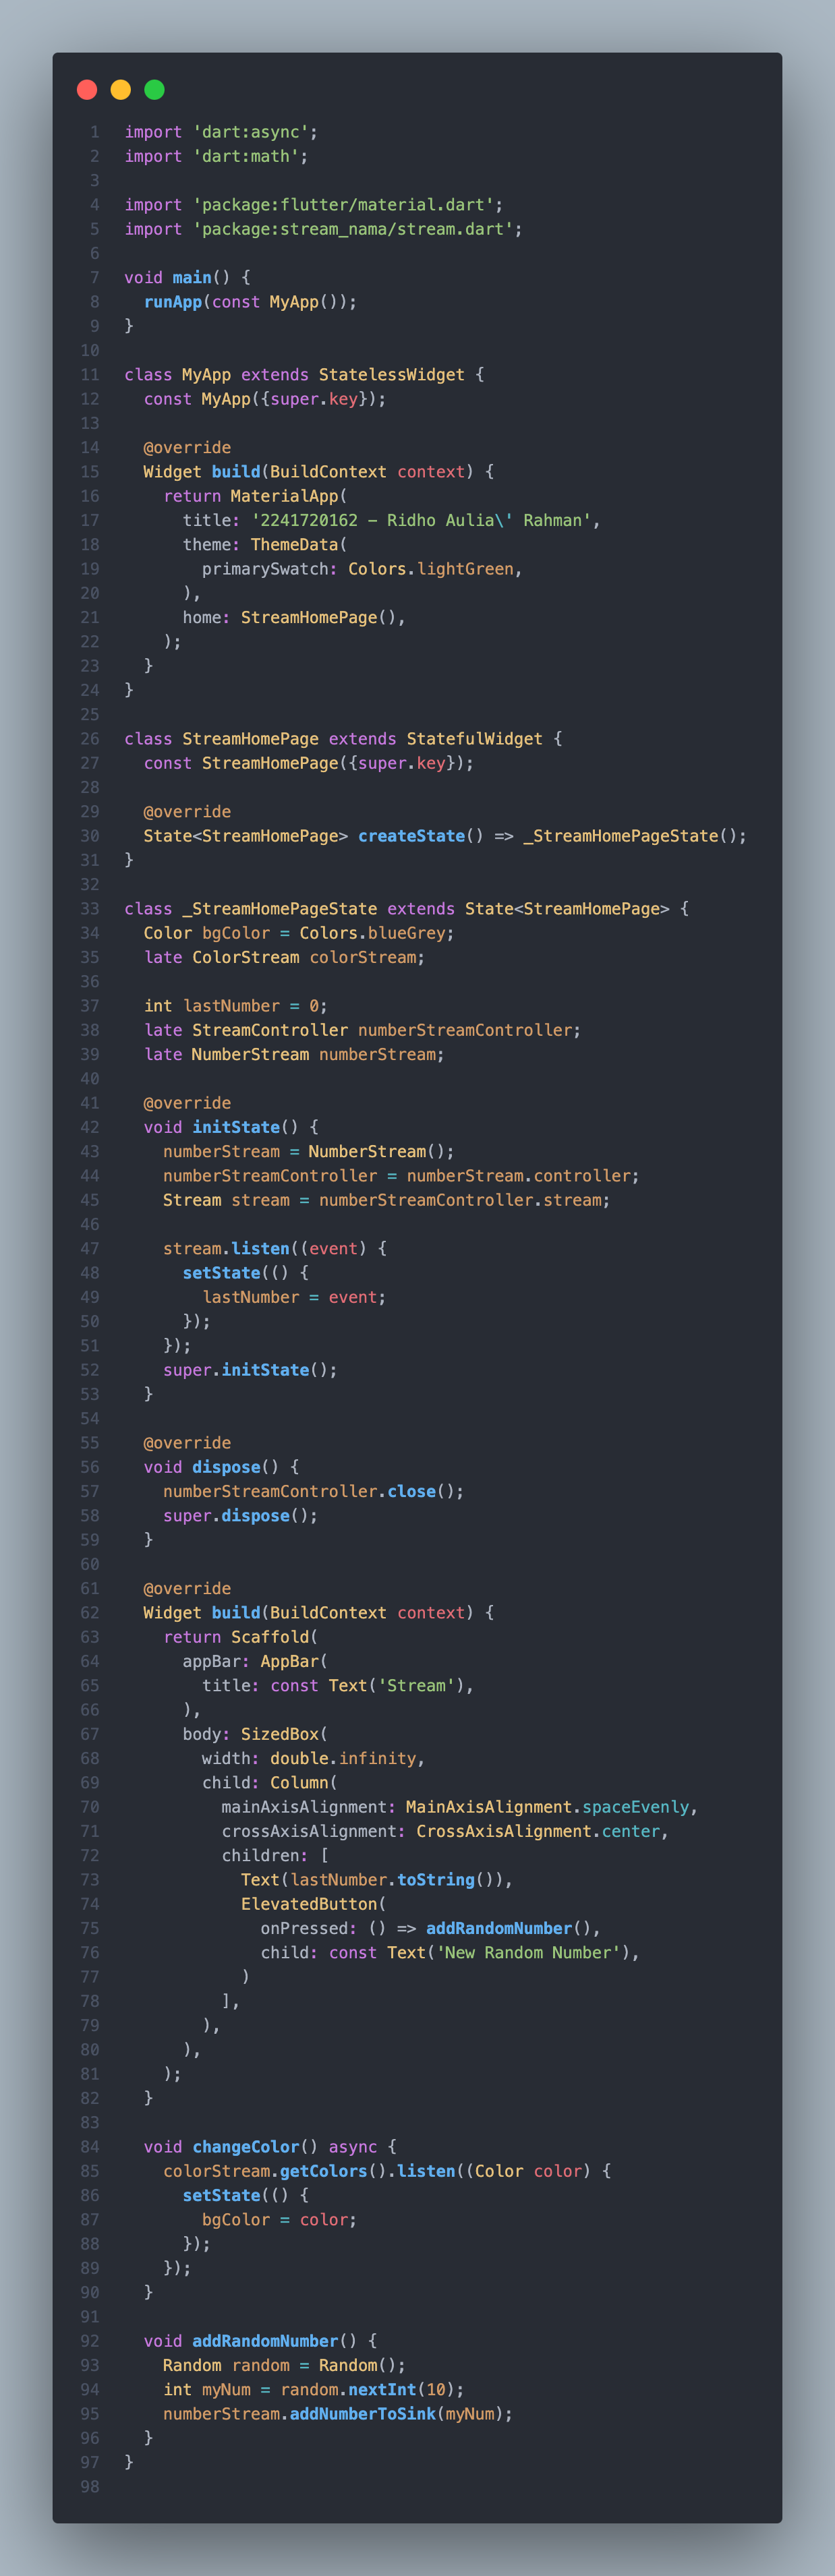 1 import 'dart:async';
2 import 'dart:math';
3
4 import 'package:flutter/material.dart';
5 import 'package:stream_nama/stream.dart';
6
7 void main() {
8   runApp(const MyApp());
9 }
10
11 class MyApp extends StatelessWidget {
12   const MyApp({super.key});
13
14   @override
15   Widget build(BuildContext context) {
16     return MaterialApp(
17       title: '2241720162 – Ridho Aulia\' Rahman',
18       theme: ThemeData(
19         primarySwatch: Colors.lightGreen,
20       ),
21       home: StreamHomePage(),
22     );
23   }
24 }
25
26 class StreamHomePage extends StatefulWidget {
27   const StreamHomePage({super.key});
28
29   @override
30   State<StreamHomePage> createState() => _StreamHomePageState();
31 }
32
33 class _StreamHomePageState extends State<StreamHomePage> {
34   Color bgColor = Colors.blueGrey;
35   late ColorStream colorStream;
36
37   int lastNumber = 0;
38   late StreamController numberStreamController;
39   late NumberStream numberStream;
40
41   @override
42   void initState() {
43     numberStream = NumberStream();
44     numberStreamController = numberStream.controller;
45     Stream stream = numberStreamController.stream;
46
47     stream.listen((event) {
48       setState(() {
49         lastNumber = event;
50       });
51     });
52     super.initState();
53   }
54
55   @override
56   void dispose() {
57     numberStreamController.close();
58     super.dispose();
59   }
60
61   @override
62   Widget build(BuildContext context) {
63     return Scaffold(
64       appBar: AppBar(
65         title: const Text('Stream'),
66       ),
67       body: SizedBox(
68         width: double.infinity,
69         child: Column(
70           mainAxisAlignment: MainAxisAlignment.spaceEvenly,
71           crossAxisAlignment: CrossAxisAlignment.center,
72           children: [
73             Text(lastNumber.toString()),
74             ElevatedButton(
75               onPressed: () => addRandomNumber(),
76               child: const Text('New Random Number'),
77             )
78           ],
79         ),
80       ),
81     );
82   }
83
84   void changeColor() async {
85     colorStream.getColors().listen((Color color) {
86       setState(() {
87         bgColor = color;
88       });
89     });
90   }
91
92   void addRandomNumber() {
93     Random random = Random();
94     int myNum = random.nextInt(10);
95     numberStream.addNumberToSink(myNum);
96   }
97 }
98